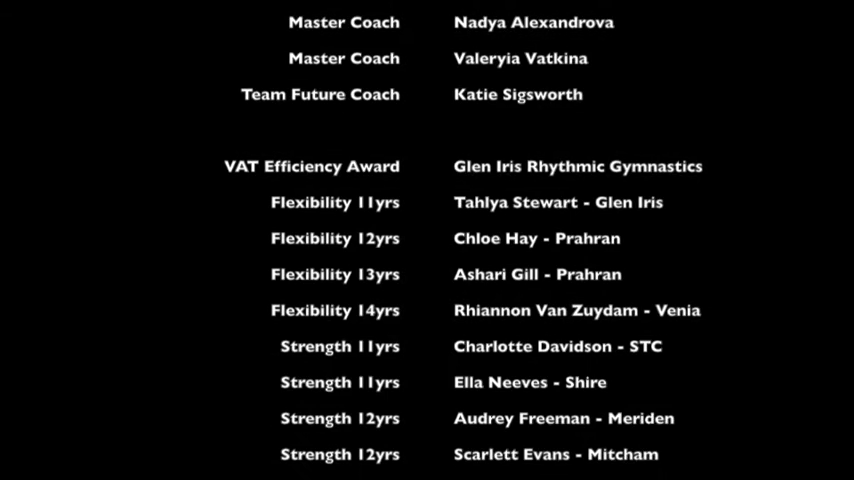 Master Coach Nadya Alexandrova
Master Coach Valeryia Vatkina
Team Future Coach Katie Sigsworth
VAT Efficiency Award Glen Iris Rhythmic Gymnastics
Flexibility 11yrs Tahlya Stewart - Glen Iris
Flexibility 12yrs Chloe Hay - Prahran
Flexibility 13yrs Ashari Gill - Prahran
Flexibility 14yrs Rhiannon Van Zuydam - Venia
Strength 11yrs Charlotte Davidson - STC
Strength 11yrs Ella Neeves - Shire
Strength 12yrs Audrey Freeman - Meriden
Strength 12yrs Scarlett Evans - Mitcham